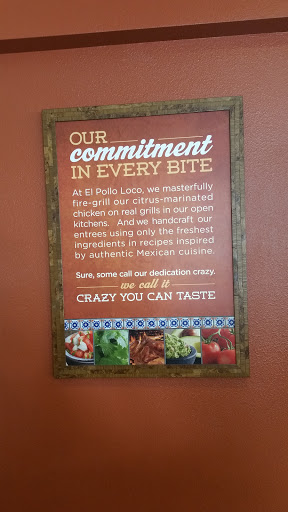 OUR
commitment
IN EVERY BITE
At El Pollo Loco, we masterfully
fire-grill our citrus-marinated
chicken on real grills in our open
kitchens. And we handcraft our
entrees using only the freshest
ingredients in recipes inspired
by authentic Mexican cuisine.
Sure, some call our dedication crazy.
we call it
CRAZY YOU CAN TASTE